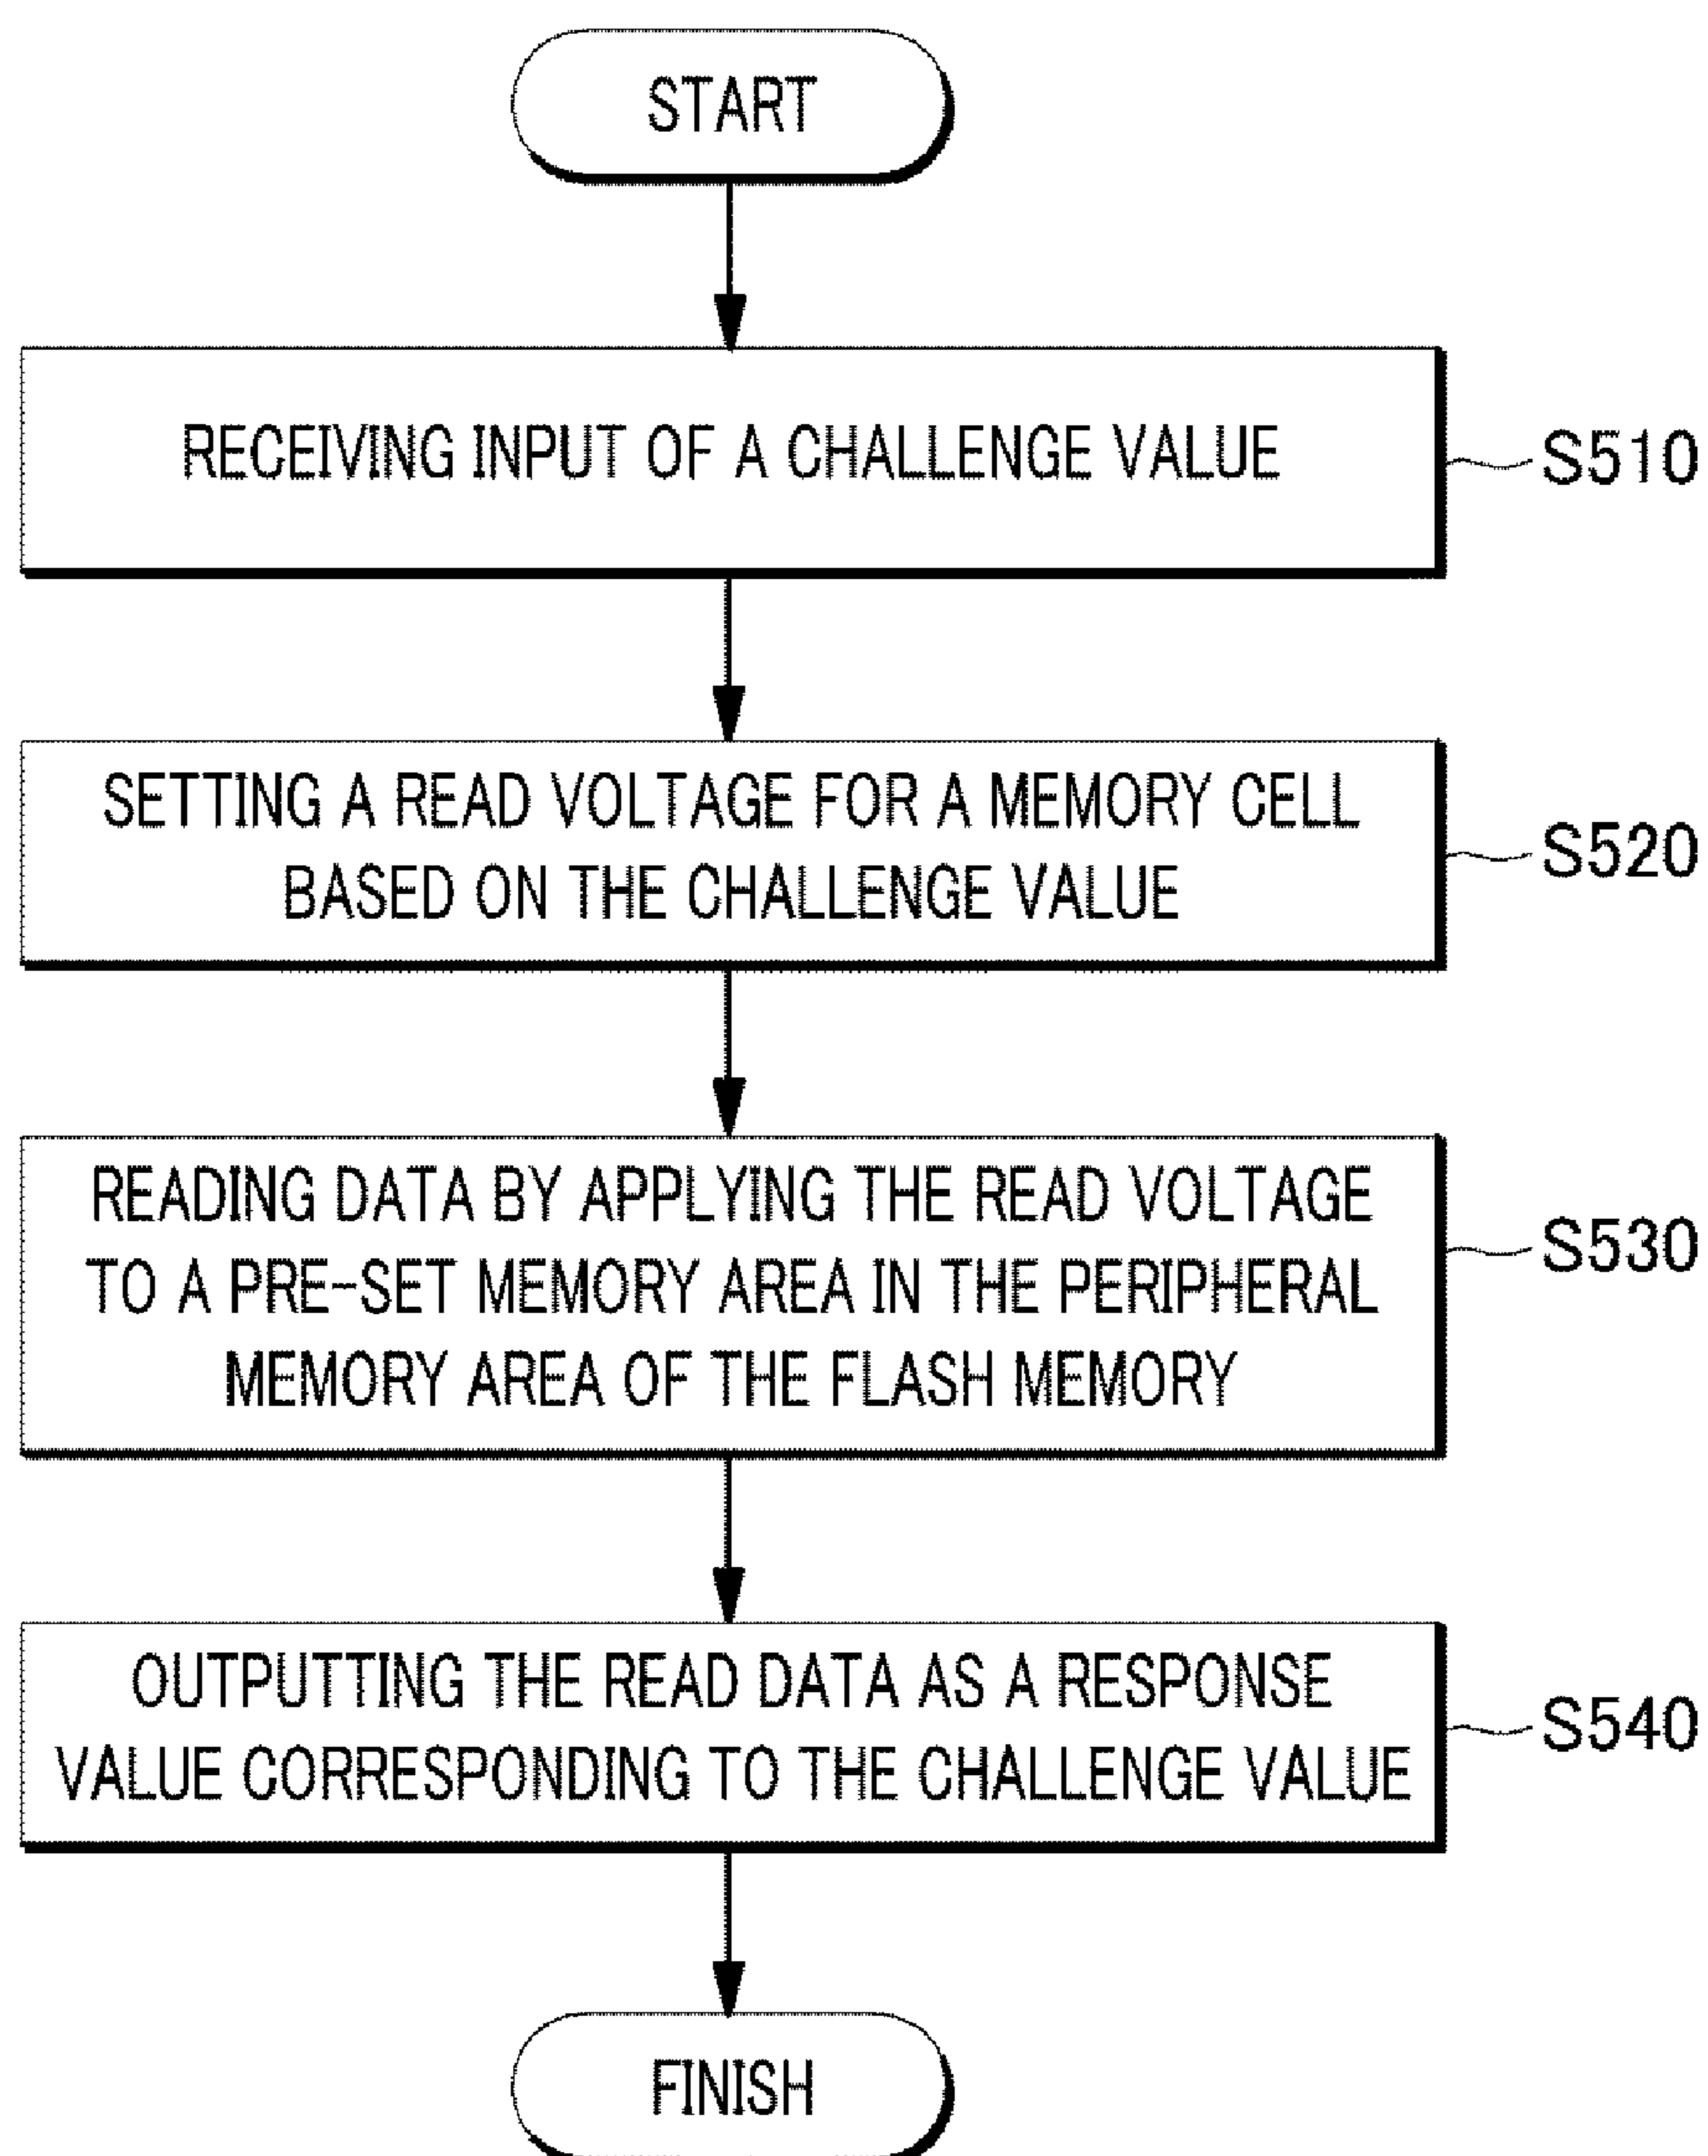 START
RECEIVING INPUT OF A CHALLENGE VALUE
S510
SETTING A READ VOLTAGE FOR A MEMORY CELL
BASED ON THE CHALLENGE VALUE
S520
READING DATA BY APPLYING THE READ VOLTAGE
TO A PRE-SET MEMORY AREA IN THE PERIPHERAL
MEMORY AREA OF THE FLASH MEMORY
S530
OUTPUTTING THE READ DATA AS A RESPONSE
VALUE CORRESPONDING TO THE CHALLENGE VALUE
S540
FINISH